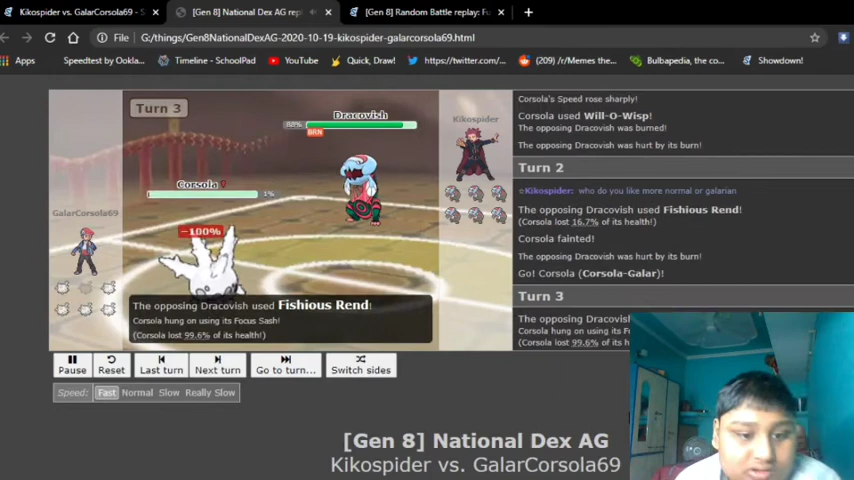 Kikospider vs. GalarCorsola69 - S
[Gen 8] National Dex AG rep
[Gen 8] Random Battle replay: Fu
File
G:/things/Gen8NationalDexAG-2020-10-19-kikospider-galarcorsola69.html
Apps
Speedtest by Ookla...
Timeline - SchoolPad
YouTube
Quick, Draw!
https://twitter.com/...
(209) /r/Memes the...
Bulbapedia, the co...
Showdown!
Turn 3
Dracovish
88%
BRN
Kikospider
Corsola
1%
GalarCorsola69
−100%
The opposing Dracovish used Fishious Rend!
Corsola hung on using its Focus Sash!
(Corsola lost 99.6% of its health!)
Corsola's Speed rose sharply!
Corsola used Will-O-Wisp!
The opposing Dracovish was burned!
The opposing Dracovish was hurt by its burn!
Turn 2
☆Kikospider: who do you like more normal or galarian
The opposing Dracovish used Fishious Rend!
(Corsola lost 16.7% of its health!)
Corsola fainted!
The opposing Dracovish was hurt by its burn!
Go! Corsola (Corsola-Galar)!
Turn 3
The opposing Dracovish
Corsola hung on using its Fo
(Corsola lost 99.6% of its he
Pause
Reset
Last turn
Next turn
Go to turn...
Switch sides
Speed:
Fast
Normal
Slow
Really Slow
[Gen 8] National Dex AG
Kikospider vs. GalarCorsola69